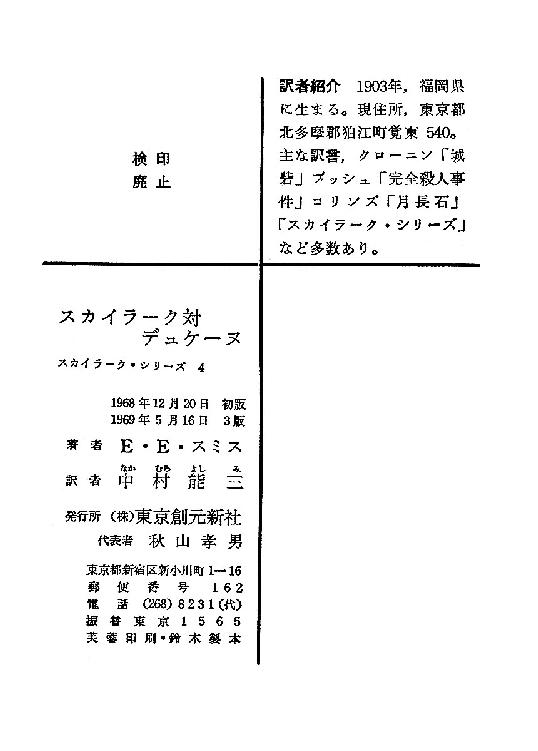 訳者紹介 1903年,福岡県
に生まる。現住所,東京都
北多摩郡狛江町覚東 540。
主な訳書,クローニン「城
砦」ブッシュ「完全殺人事
件」コリンズ「月長石」
「スカイラーク・シリーズ」
など多数あり。
検印
廃止
スカイラーク対
デュケーヌ
スカイラーク・シリーズ 4
1968年12月20日 初版
1969年5月16日 3版
著者 E・E・スミス
なか むら よし み
訳者 中村能三
発行所 (株)東京創元新社
代表者 秋山孝男
東京都新宿区新小川町1―16
郵便番号 162
電話 (268)8231(代)
振替東京1565
芙蓉印刷・鈴木製本